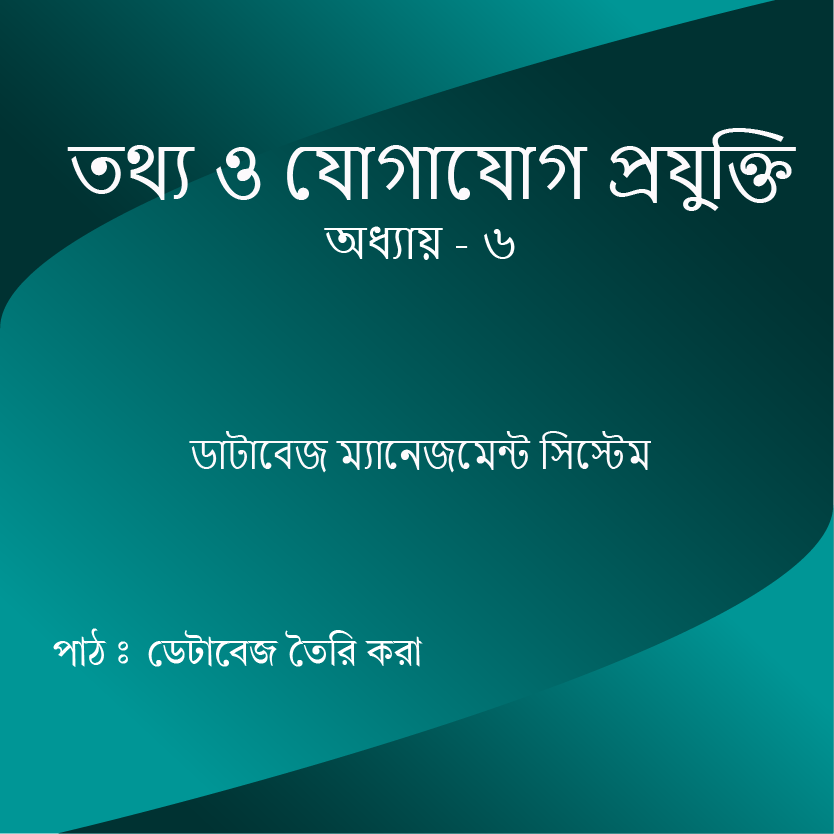 তথ্য ও যোগাযোগ প্রযুক্তি
অধ্যায় - ৬
ডাটাবেজ ম্যানেজমেন্ট সিস্টেম
পাঠ ঃ ডেটাবেজ তৈরি করা